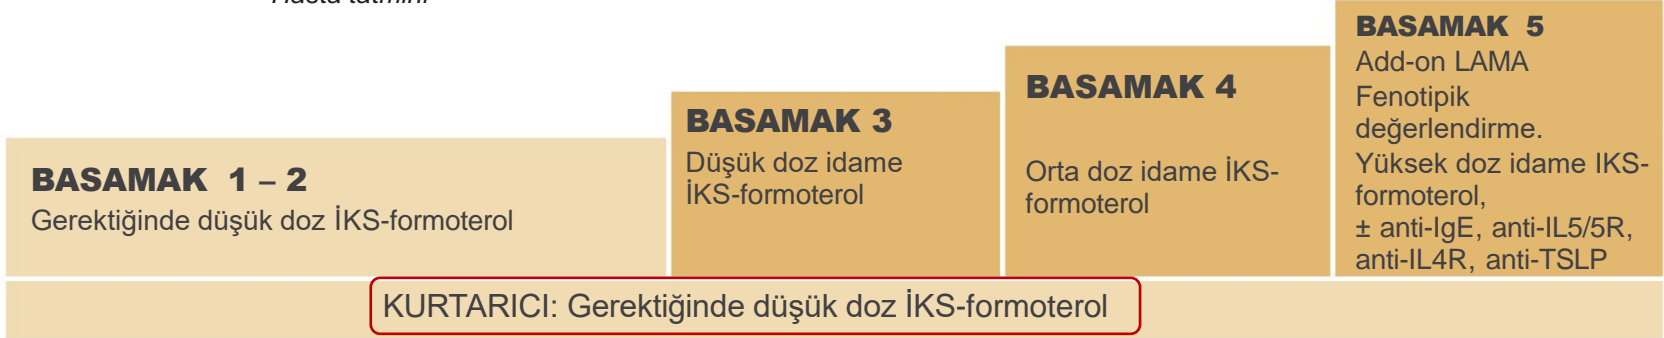 Hasta tatmini
BASAMAK 1 – 2
Gerektiğinde düşük doz İKS-formoterol
BASAMAK 3
Düşük doz idame
İKS-formoterol
BASAMAK 4
Orta doz idame İKS-
formoterol
BASAMAK 5
Add-on LAMA
Fenotipik
değerlendirme.
Yüksek doz idame IKS-
formoterol,
± anti-IgE, anti-IL5/5R,
anti-IL4R, anti-TSLP
KURTARICI: Gerektiğinde düşük doz İKS-formoterol